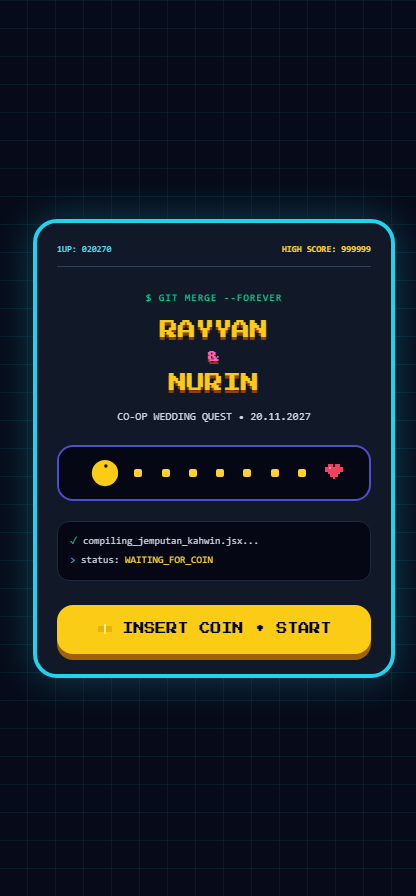 1UP: 020270
HIGH SCORE: 999999
$ GIT MERGE --FOREVER
RAYYAN
&
NURIN
CO-OP WEDDING QUEST • 20.11.2027
✓ compiling_jemputan_kahwin.jsx...
> status: WAITING_FOR_COIN
INSERT COIN • START